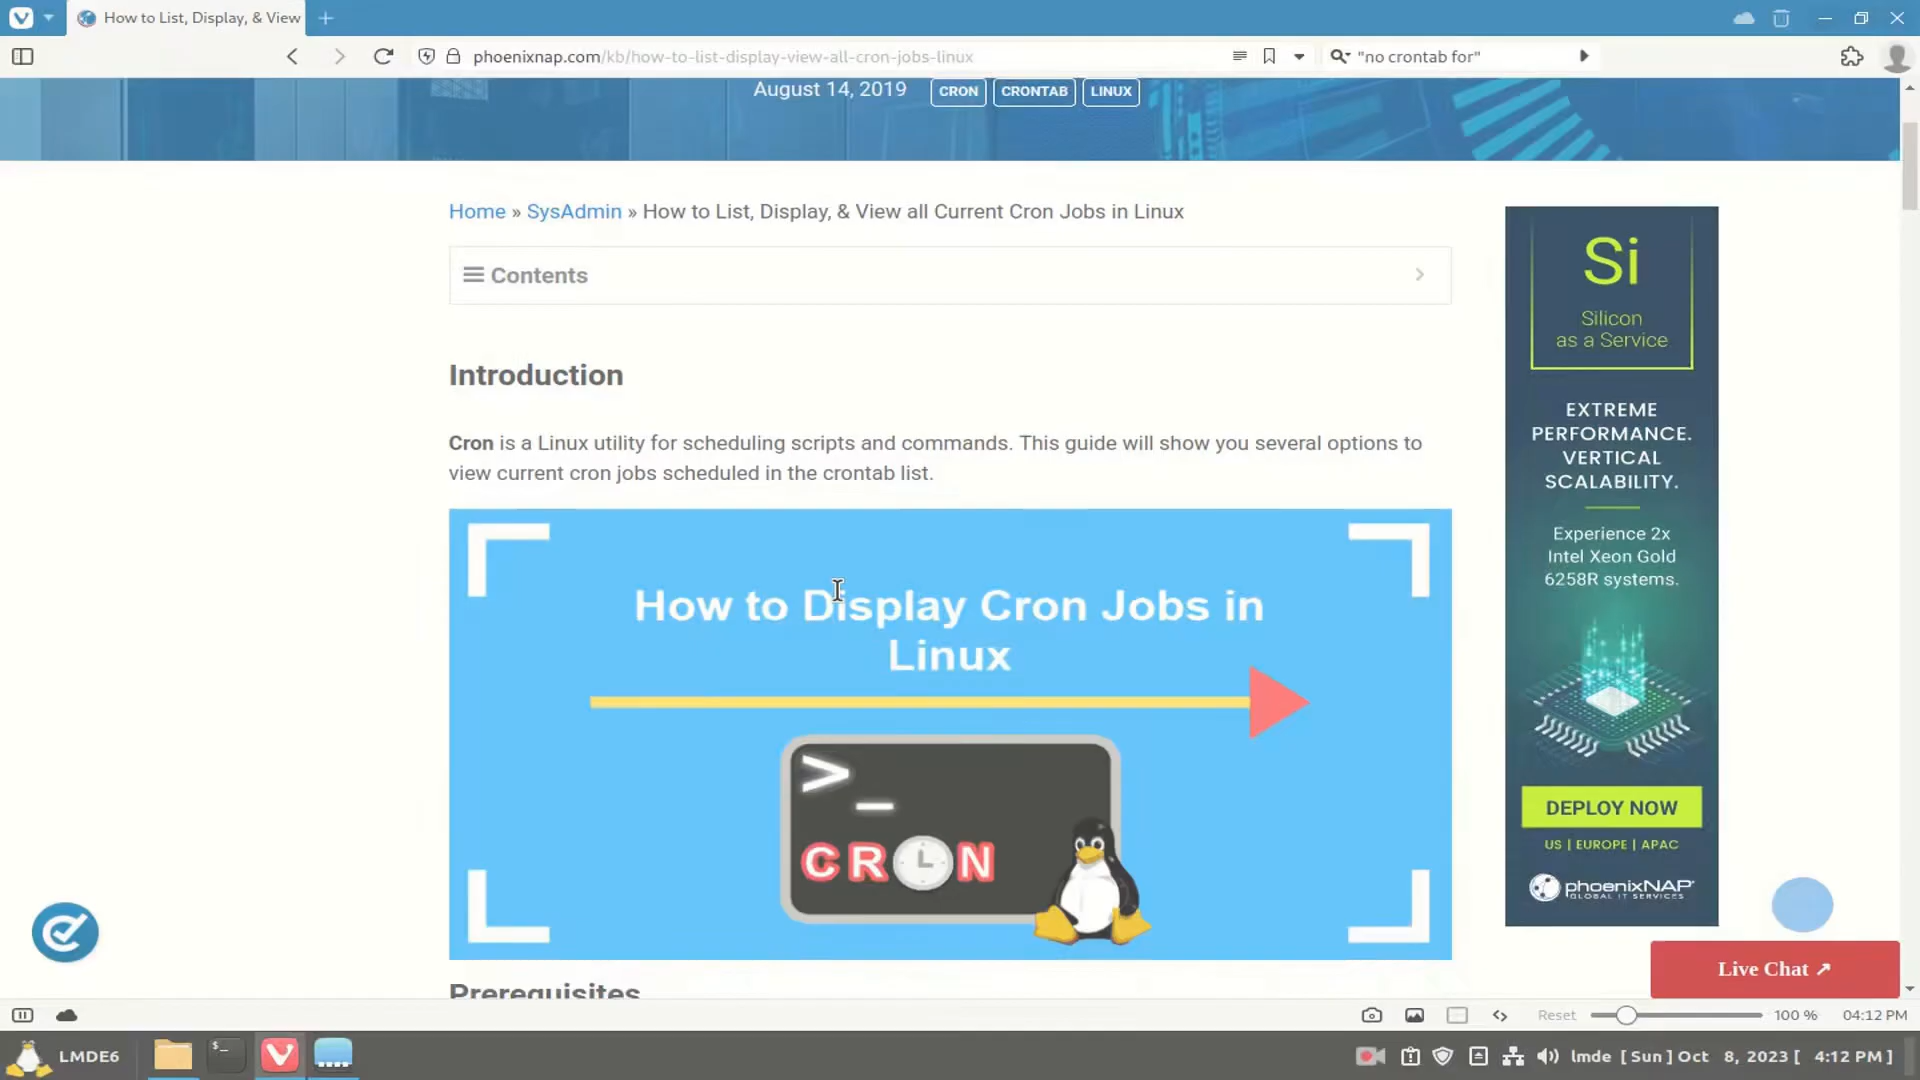 How to List, Display, & View
phoenixnap.com/kb/how-to-list-display-view-all-cron-jobs-linux
"no crontab for"
August 14, 2019
CRON
CRONTAB
LINUX
Home » SysAdmin » How to List, Display, & View all Current Cron Jobs in Linux
Contents
Introduction
Cron is a Linux utility for scheduling scripts and commands. This guide will show you several options to
view current cron jobs scheduled in the crontab list.
How to Display Cron Jobs in
Linux
>_
CRON
Prerequisites
Si
Silicon
as a Service
EXTREME
PERFORMANCE.
VERTICAL
SCALABILITY.
Experience 2x
Intel Xeon Gold
6258R systems.
DEPLOY NOW
US | EUROPE | APAC
phoenixNAP
GLOBAL IT SERVICES
Live Chat ↗
Reset
100 %
04:12 PM
LMDE6
lmde [ Sun ] Oct 8, 2023 [ 4:12 PM ]